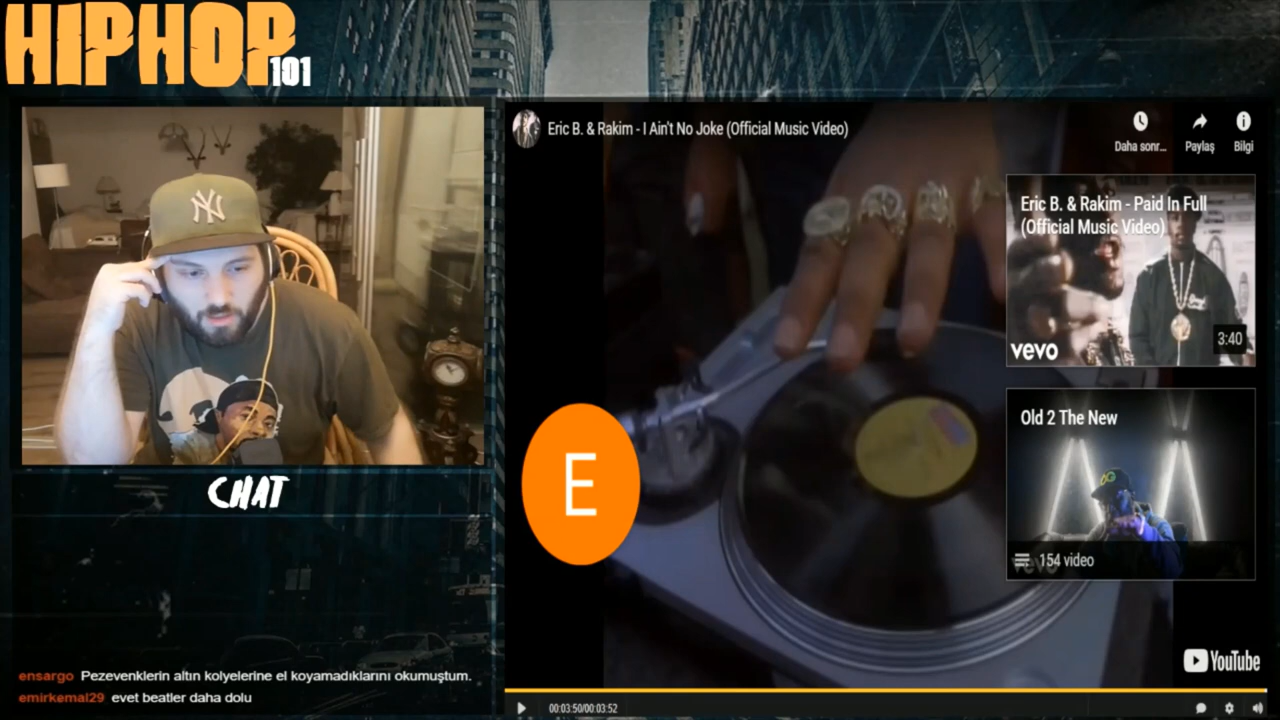 HIPHOP
101
NY
CHAT
ensargo Pezevenklerin altın kolyelerine el koyamadıklarını okumuştum.
emirkemal29 evet beatler daha dolu
Eric B. & Rakim - I Ain't No Joke (Official Music Video)
Daha sonr...
Paylaş
Bilgi
Eric B. & Rakim - Paid In Full
(Official Music Video)
3:40
vevo
Old 2 The New
154 video
E
YouTube
00:03:50/00:03:52